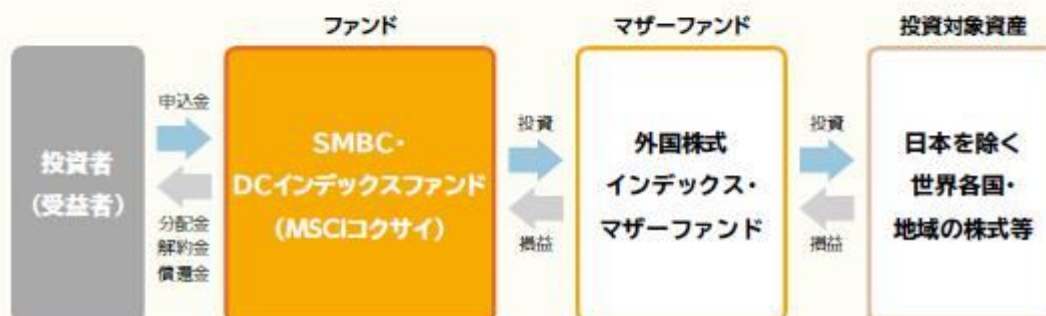 ファンド
マザーファンド
投資対象資産
投資者
(受益者)
申込金
分配金
解約金
償還金
SMBC・
DCインデックスファンド
(MSCIコクサイ)
投資
損益
外国株式
インデックス・
マザーファンド
投資
損益
日本を除く
世界各国・
地域の株式等